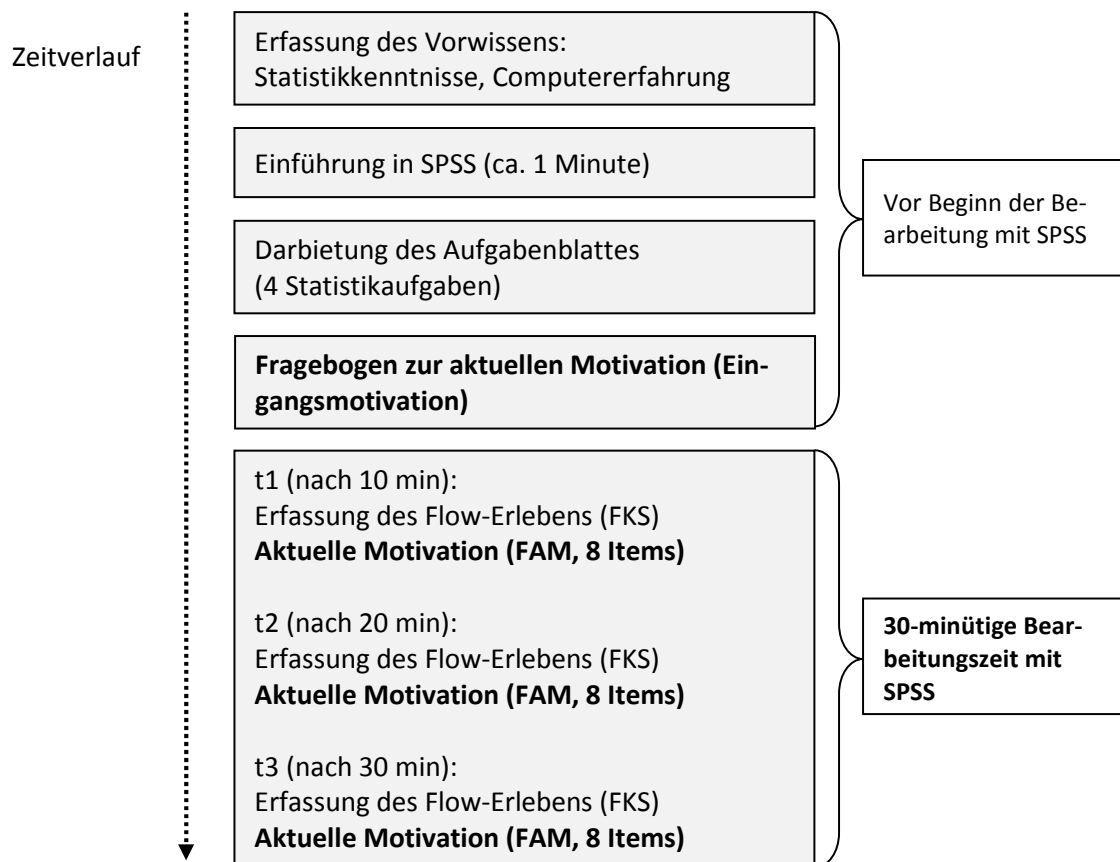 Zeitverlauf
Erfassung des Vorwissens:
Statistikkenntnisse, Computererfahrung
Einführung in SPSS (ca. 1 Minute)
Darbietung des Aufgabenblattes
(4 Statistikaufgaben)
Fragebogen zur aktuellen Motivation (Ein-
gangsmotivation)
Vor Beginn der Be-
arbeitung mit SPSS
t1 (nach 10 min):
Erfassung des Flow-Erlebens (FKS)
Aktuelle Motivation (FAM, 8 Items)
t2 (nach 20 min):
Erfassung des Flow-Erlebens (FKS)
Aktuelle Motivation (FAM, 8 Items)
t3 (nach 30 min):
Erfassung des Flow-Erlebens (FKS)
Aktuelle Motivation (FAM, 8 Items)
30-minütige Bear-
beitungszeit mit
SPSS